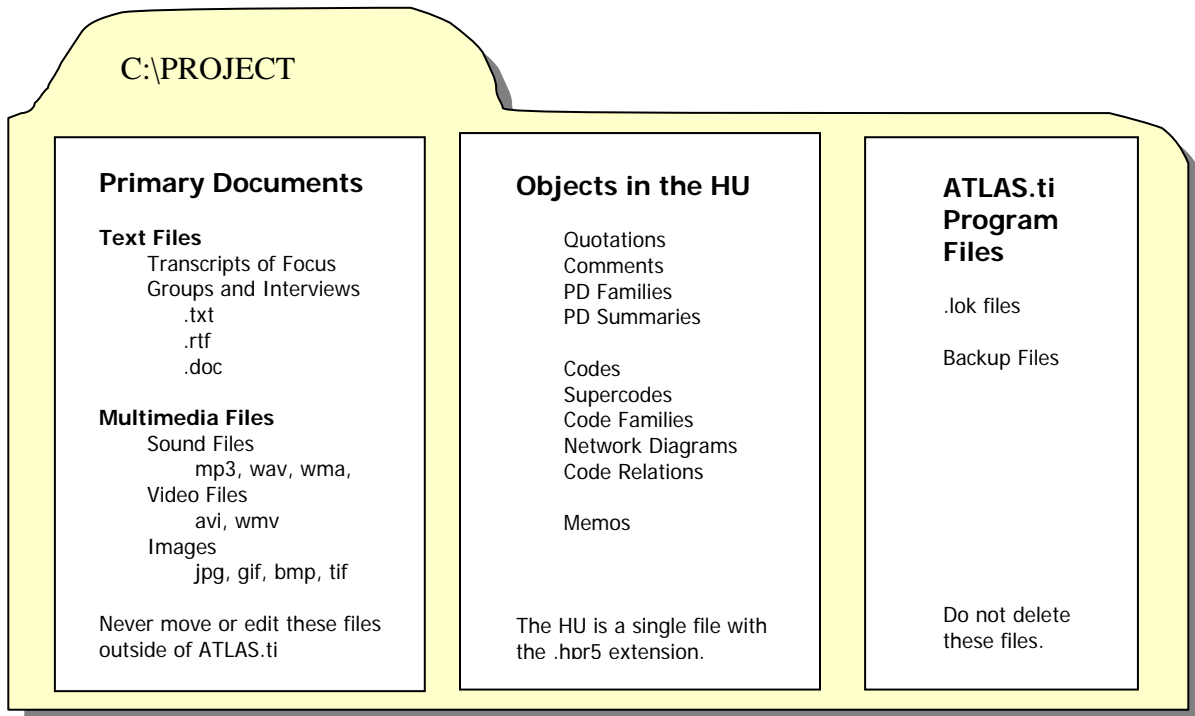 C:\PROJECT
Primary Documents
Text Files
Transcripts of Focus
Groups and Interviews
.txt
.rtf
.doc
Multimedia Files
Sound Files
mp3, wav, wma,
Video Files
avi, wmv
Images
jpg, gif, bmp, tif
Never move or edit these files
outside of ATLAS.ti
Objects in the HU
Quotations
Comments
PD Families
PD Summaries
Codes
Supercodes
Code Families
Network Diagrams
Code Relations
Memos
The HU is a single file with
the .hpr5 extension.
ATLAS.ti
Program
Files
.lok files
Backup Files
Do not delete
these files.